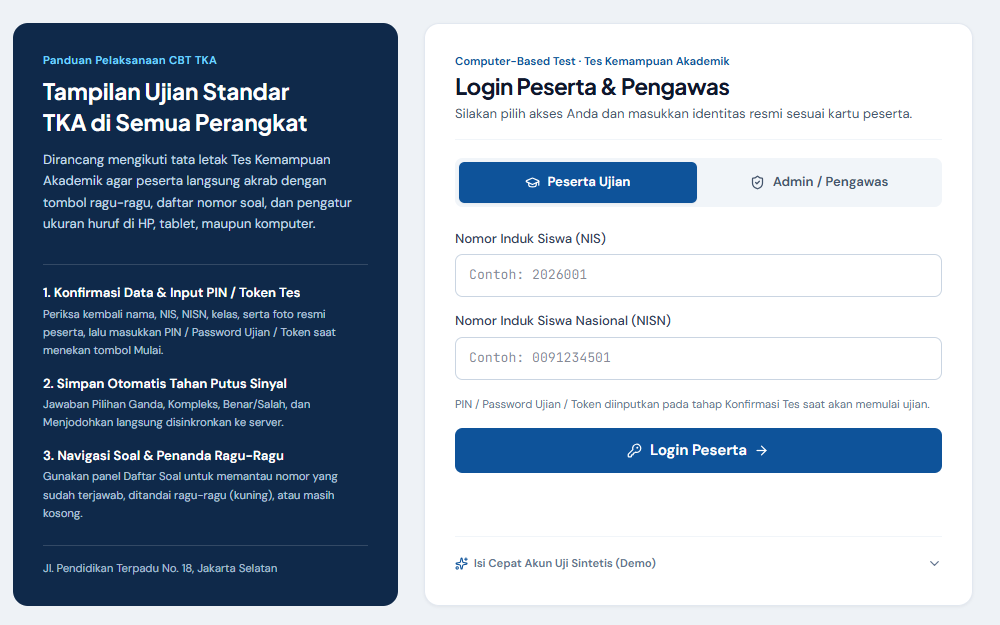 Panduan Pelaksanaan CBT TKA
Tampilan Ujian Standar
TKA di Semua Perangkat
Dirancang mengikuti tata letak Tes Kemampuan
Akademik agar peserta langsung akrab dengan
tombol ragu-ragu, daftar nomor soal, dan pengatur
ukuran huruf di HP, tablet, maupun komputer.
1. Konfirmasi Data & Input PIN / Token Tes
Periksa kembali nama, NIS, NISN, kelas, serta foto resmi
peserta, lalu masukkan PIN / Password Ujian / Token saat
menekan tombol Mulai.
2. Simpan Otomatis Tahan Putus Sinyal
Jawaban Pilihan Ganda, Kompleks, Benar/Salah, dan
Menjodohkan langsung disinkronkan ke server.
3. Navigasi Soal & Penanda Ragu-Ragu
Gunakan panel Daftar Soal untuk memantau nomor yang
sudah terjawab, ditandai ragu-ragu (kuning), atau masih
kosong.
Jl. Pendidikan Terpadu No. 18, Jakarta Selatan
Computer-Based Test · Tes Kemampuan Akademik
Login Peserta & Pengawas
Silakan pilih akses Anda dan masukkan identitas resmi sesuai kartu peserta.
Peserta Ujian
Admin / Pengawas
Nomor Induk Siswa (NIS)
Contoh: 2026001
Nomor Induk Siswa Nasional (NISN)
Contoh: 0091234501
PIN / Password Ujian / Token diinputkan pada tahap Konfirmasi Tes saat akan memulai ujian.
Login Peserta
Isi Cepat Akun Uji Sintetis (Demo)